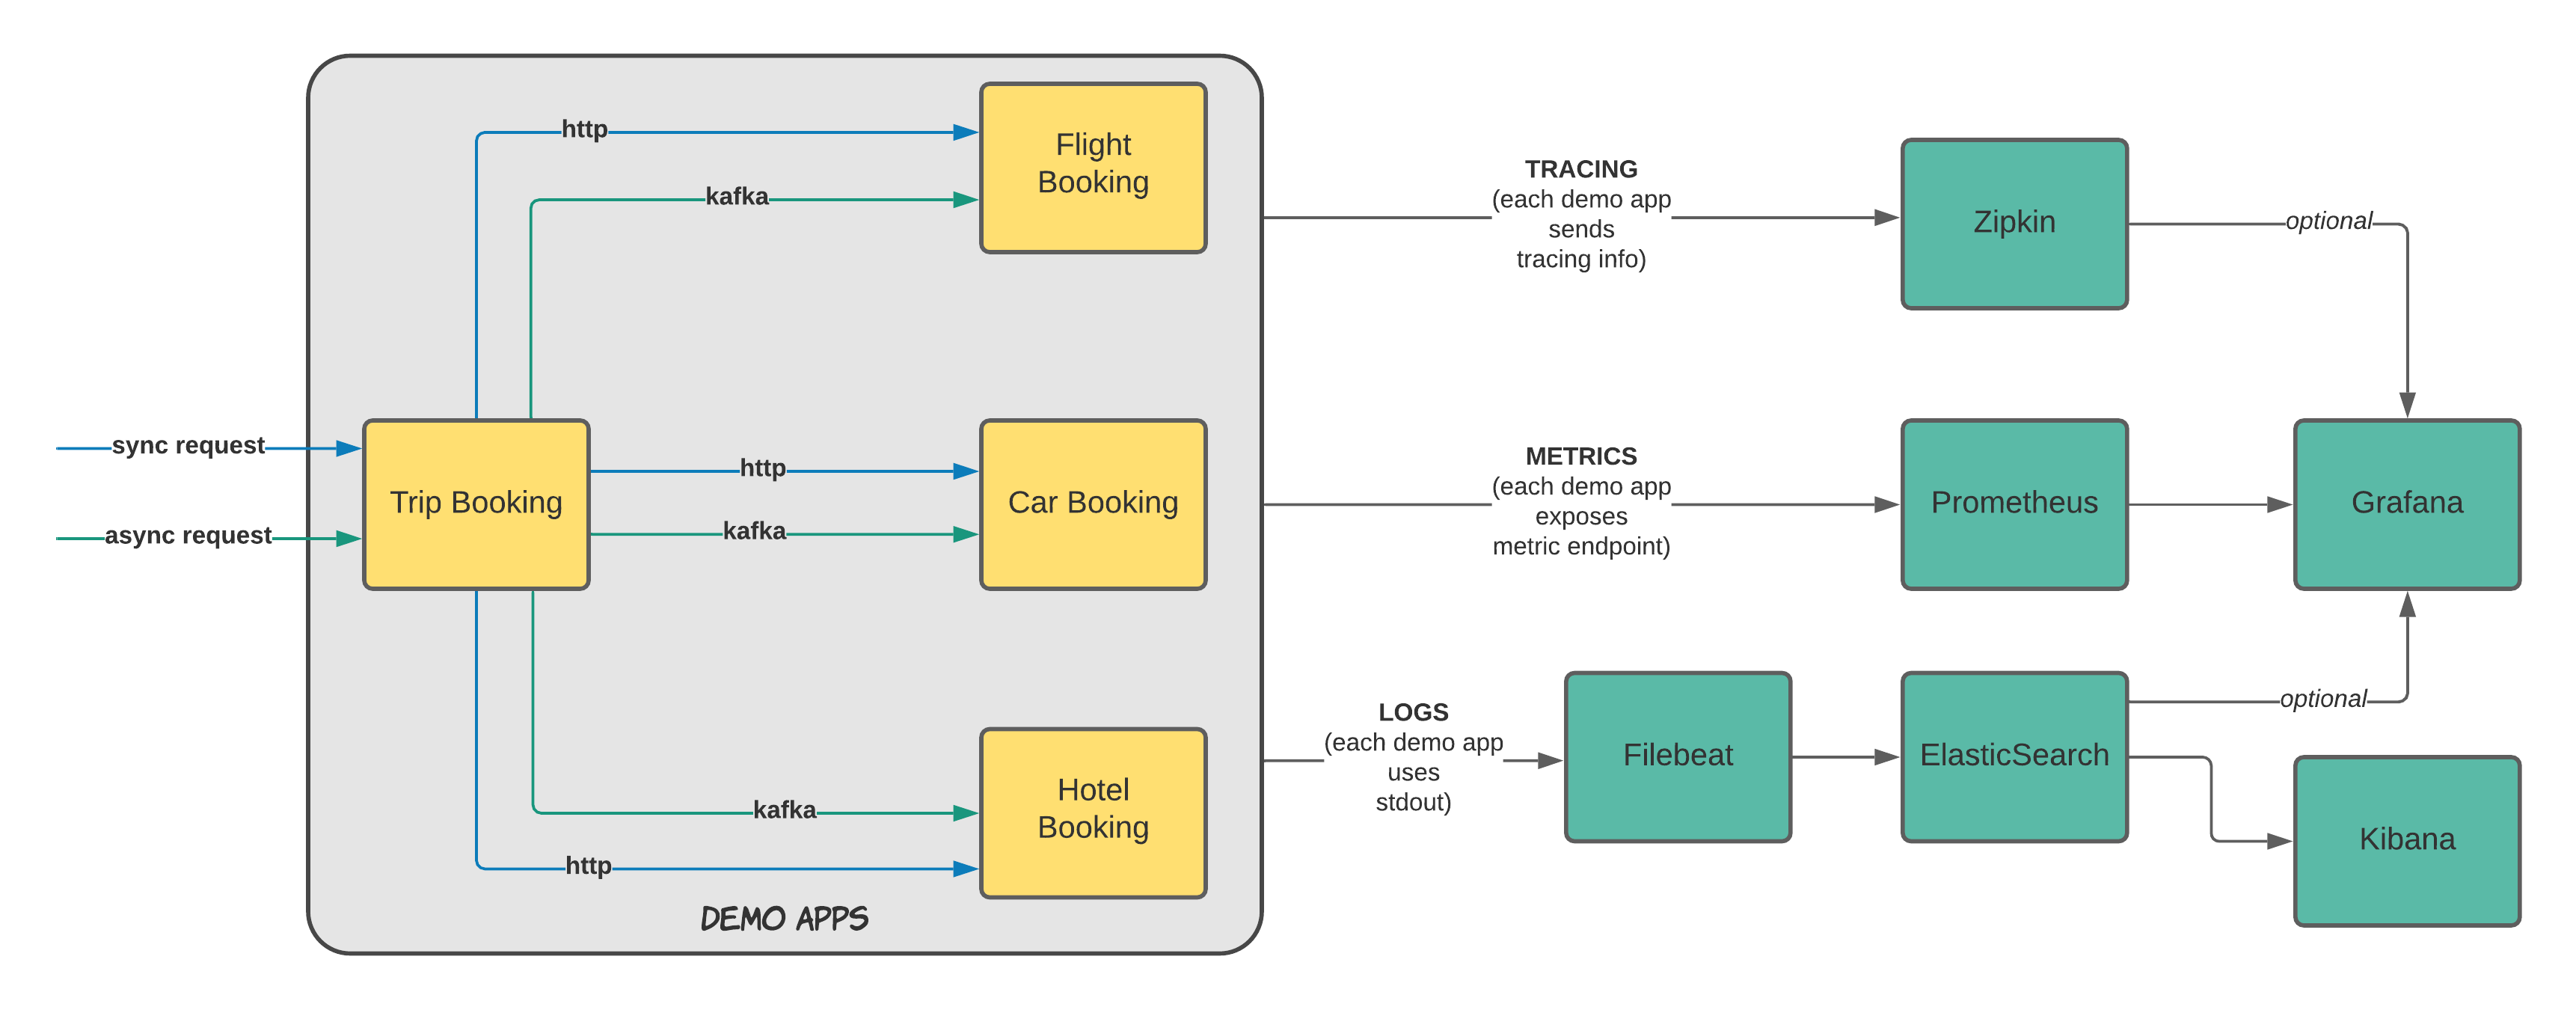 http
Flight
Booking
kafka
sync request
async request
Trip Booking
http
kafka
Car Booking
kafka
http
Hotel
Booking
DEMO APPS
TRACING
(each demo app
sends
tracing info)
Zipkin
optional
METRICS
(each demo app
exposes
metric endpoint)
Prometheus
Grafana
LOGS
(each demo app
uses
stdout)
Filebeat
ElasticSearch
optional
Kibana